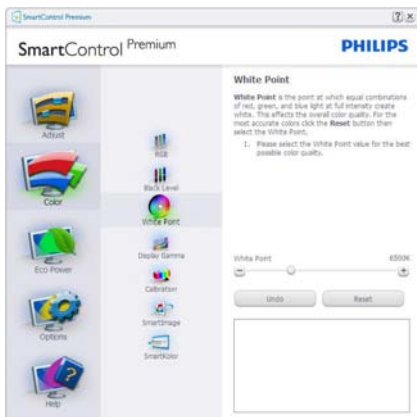 SmartControl Premium
SmartControl Premium
PHILIPS
Adjust
Color
Eco Power
Options
Help
RGB
Black Level
White Point
Display Gamma
Calibration
SmartImage
SmartKolor
White Point
White Point is the point at which equal combinations
of red, green, and blue light at full intensity create
white. This effects the overall color quality. For the
most accurate colors click the Reset button then
select the White Point.
1. Please select the White Point value for the best
possible color quality.
White Point 6500K
Undo Reset